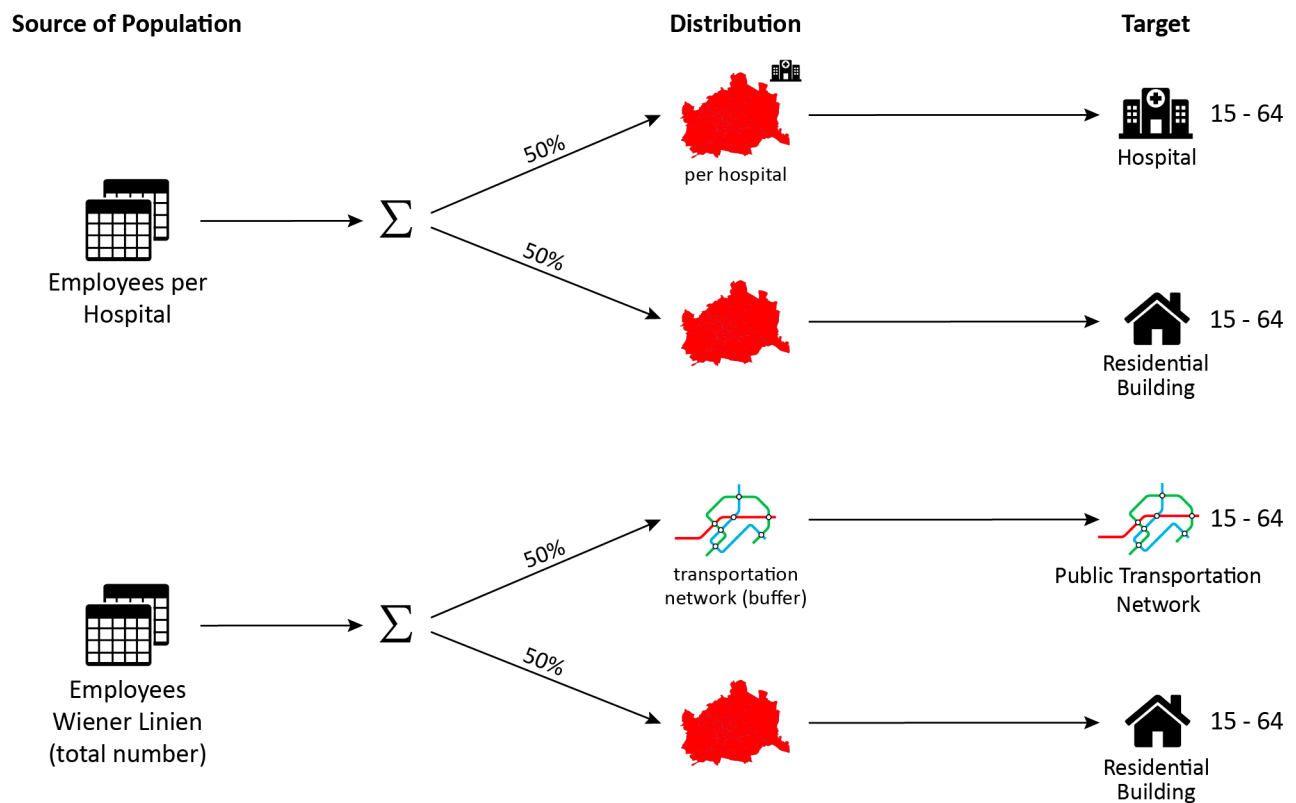 Source of Population
Distribution
Target
50%
per hospital
Hospital
15 - 64
Employees per
Hospital
Σ
50%
Residential
Building
15 - 64
50%
transportation
network (buffer)
Public Transportation
Network
15 - 64
Employees
Wiener Linien
(total number)
Σ
50%
Residential
Building
15 - 64